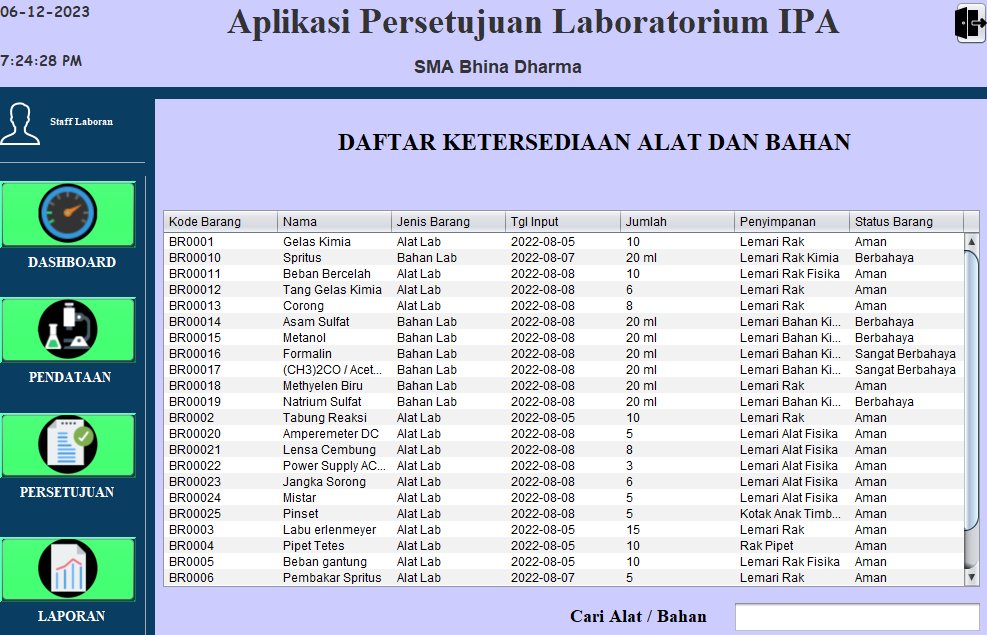 06-12-2023
Aplikasi Persetujuan Laboratorium IPA
7:24:28 PM
SMA Bhina Dharma
Staff Laboran
DASHBOARD
PENDATAAN
PERSETUJUAN
LAPORAN
DAFTAR KETERSEDIAAN ALAT DAN BAHAN
Kode Barang Nama Jenis Barang Tgl Input Jumlah Penyimpanan Status Barang
BR0001 Gelas Kimia Alat Lab 2022-08-05 10 Lemari Rak Aman
BR00010 Spritus Bahan Lab 2022-08-07 20 ml Lemari Rak Kimia Berbahaya
BR00011 Beban Bercelah Alat Lab 2022-08-08 10 Lemari Rak Fisika Aman
BR00012 Tang Gelas Kimia Alat Lab 2022-08-08 6 Lemari Rak Aman
BR00013 Corong Alat Lab 2022-08-08 8 Lemari Rak Aman
BR00014 Asam Sulfat Bahan Lab 2022-08-08 20 ml Lemari Bahan Ki... Berbahaya
BR00015 Metanol Bahan Lab 2022-08-08 20 ml Lemari Bahan Ki... Berbahaya
BR00016 Formalin Bahan Lab 2022-08-08 20 ml Lemari Bahan Ki... Sangat Berbahaya
BR00017 (CH3)2CO / Acet... Bahan Lab 2022-08-08 20 ml Lemari Bahan Ki... Sangat Berbahaya
BR00018 Methyelen Biru Bahan Lab 2022-08-08 20 ml Lemari Rak Aman
BR00019 Natrium Sulfat Bahan Lab 2022-08-08 20 ml Lemari Bahan Ki... Berbahaya
BR0002 Tabung Reaksi Alat Lab 2022-08-05 10 Lemari Rak Aman
BR00020 Amperemeter DC Alat Lab 2022-08-08 5 Lemari Alat Fisika Aman
BR00021 Lensa Cembung Alat Lab 2022-08-08 8 Lemari Alat Fisika Aman
BR00022 Power Supply AC... Alat Lab 2022-08-08 3 Lemari Alat Fisika Aman
BR00023 Jangka Sorong Alat Lab 2022-08-08 6 Lemari Alat Fisika Aman
BR00024 Mistar Alat Lab 2022-08-08 5 Lemari Alat Fisika Aman
BR00025 Pinset Alat Lab 2022-08-08 5 Kotak Anak Timb... Aman
BR0003 Labu erlenmeyer Alat Lab 2022-08-05 15 Lemari Rak Aman
BR0004 Pipet Tetes Alat Lab 2022-08-05 10 Rak Pipet Aman
BR0005 Beban gantung Alat Lab 2022-08-05 10 Lemari Rak Fisika Aman
BR0006 Pembakar Spritus Alat Lab 2022-08-07 5 Lemari Rak Aman
Cari Alat / Bahan